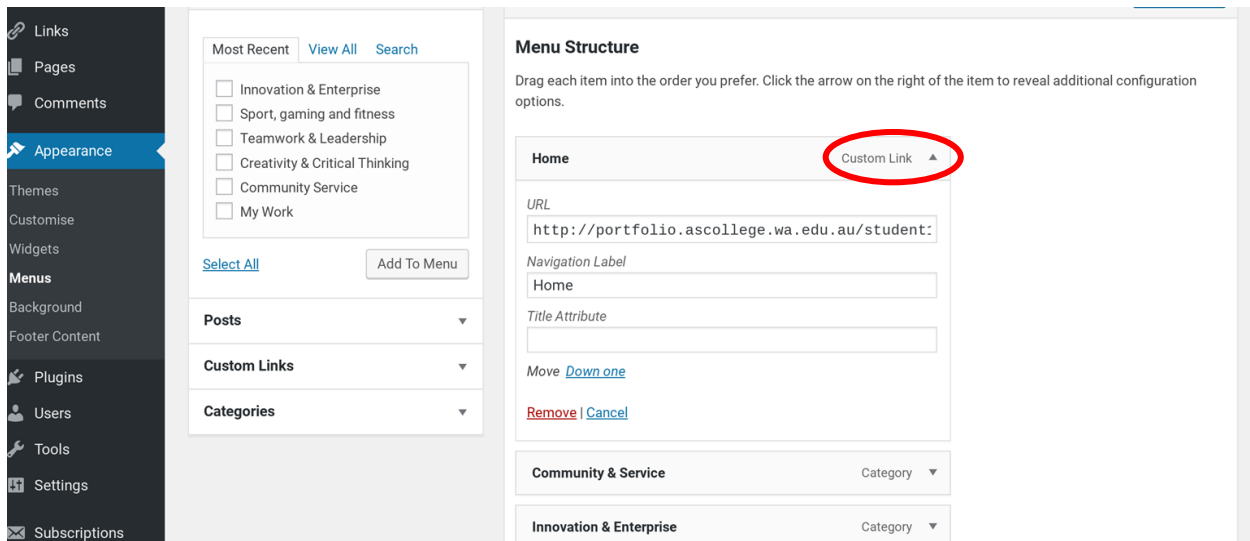 Links
Pages
Comments
Appearance
Themes
Customise
Widgets
Menus
Background
Footer Content
Plugins
Users
Tools
Settings
Subscriptions
Most Recent View All Search
Innovation & Enterprise
Sport, gaming and fitness
Teamwork & Leadership
Creativity & Critical Thinking
Community Service
My Work
Select All Add To Menu
Posts
Custom Links
Categories
Menu Structure
Drag each item into the order you prefer. Click the arrow on the right of the item to reveal additional configuration
options.
Home Custom Link
URL
http://portfolio.ascollege.wa.edu.au/student1
Navigation Label
Home
Title Attribute
Move Down one
Remove | Cancel
Community & Service Category
Innovation & Enterprise Category